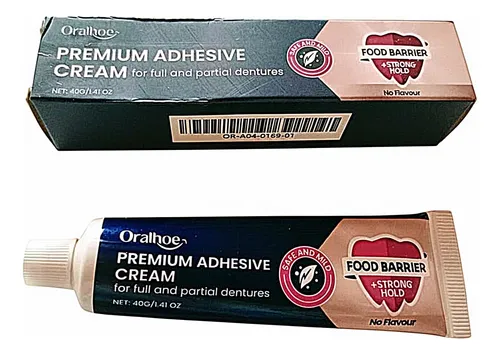 Oralhoe
PREMIUM ADHESIVE
CREAM for full and partial dentures
NET: 40G/1.41 OZ
SAFE AND MILD
FOOD BARRIER
+STRONG
HOLD
No Flavour
OR-A04-0169-01
Oralhoe
PREMIUM ADHESIVE
CREAM
for full and partial dentures
NET: 40G/1.41 OZ
SAFE AND MILD
FOOD BARRIER
+STRONG
HOLD
No Flavour